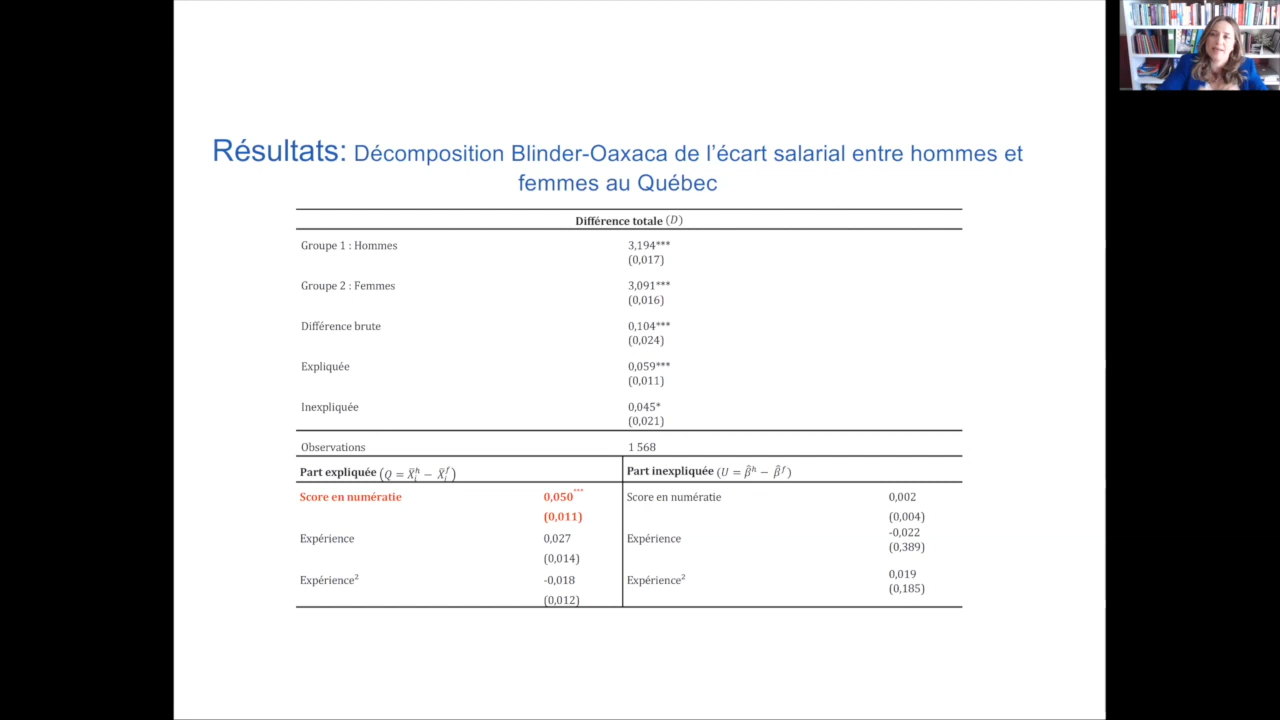 Résultats: Décomposition Blinder-Oaxaca de l'écart salarial entre hommes et
femmes au Québec
Différence totale (D)
Groupe 1 : Hommes 3,194***
(0,017)
Groupe 2 : Femmes 3,091***
(0,016)
Différence brute 0,104***
(0,024)
Expliquée 0,059***
(0,011)
Inexpliquée 0,045*
(0,021)
Observations 1 568
Part expliquée (Q = X̄ᵢʰ − X̄ᵢᶠ) Part inexpliquée (U = β̂ʰ − β̂ᶠ)
Score en numératie 0,050*** Score en numératie 0,002
(0,011) (0,004)
Expérience 0,027 Expérience -0,022
(0,014) (0,389)
Expérience² -0,018 Expérience² 0,019
(0,012) (0,185)